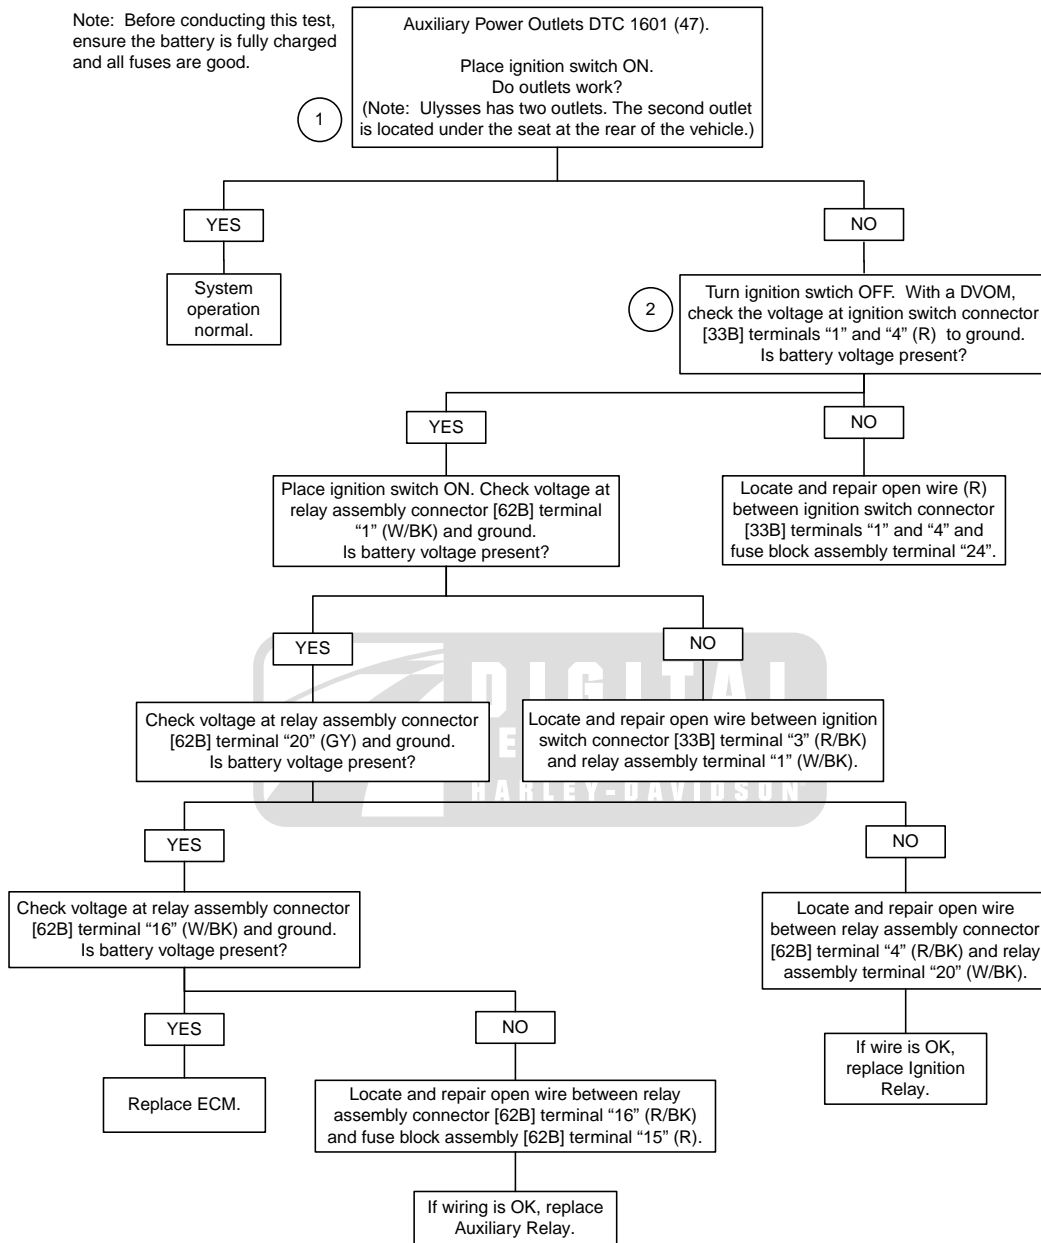 Note: Before conducting this test,
ensure the battery is fully charged
and all fuses are good.
Auxiliary Power Outlets DTC 1601 (47).
Place ignition switch ON.
Do outlets work?
(Note: Ulysses has two outlets. The second outlet
is located under the seat at the rear of the vehicle.)
1
YES
NO
System
operation
normal.
2
Turn ignition swtich OFF. With a DVOM,
check the voltage at ignition switch connector
[33B] terminals “1” and “4” (R) to ground.
Is battery voltage present?
YES
NO
Place ignition switch ON. Check voltage at
relay assembly connector [62B] terminal
“1” (W/BK) and ground.
Is battery voltage present?
Locate and repair open wire (R)
between ignition switch connector
[33B] terminals “1” and “4” and
fuse block assembly terminal “24”.
YES
NO
DIGITAL
HARLEY-DAVIDSON
Check voltage at relay assembly connector
[62B] terminal “20” (GY) and ground.
Is battery voltage present?
Locate and repair open wire between ignition
switch connector [33B] terminal “3” (R/BK)
and relay assembly terminal “1” (W/BK).
YES
NO
Check voltage at relay assembly connector
[62B] terminal “16” (W/BK) and ground.
Is battery voltage present?
Locate and repair open wire
between relay assembly connector
[62B] terminal “4” (R/BK) and relay
assembly terminal “20” (W/BK).
YES
NO
If wire is OK,
replace Ignition
Relay.
Replace ECM.
Locate and repair open wire between relay
assembly connector [62B] terminal “16” (R/BK)
and fuse block assembly [62B] terminal “15” (R).
If wiring is OK, replace
Auxiliary Relay.